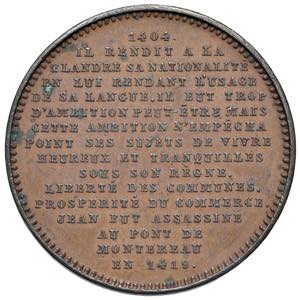 1404.
IL RENDIT A LA
FLANDRE SA NATIONALITÉ
EN LUI RENDANT L'USAGE
DE SA LANGUE. IL EUT TROP
D'AMBITION PEUT-ÊTRE MAIS
CETTE AMBITION N'EMPÊCHA
POINT SES SUJETS DE VIVRE
HEUREUX ET TRANQUILLES
SOUS SON RÈGNE.
LIBERTÉ DES COMMUNES.
PROSPERITÉ DU COMMERCE.
JEAN FUT ASSASSINÉ
AU PONT DE
MONTEREAU
EN 1419.